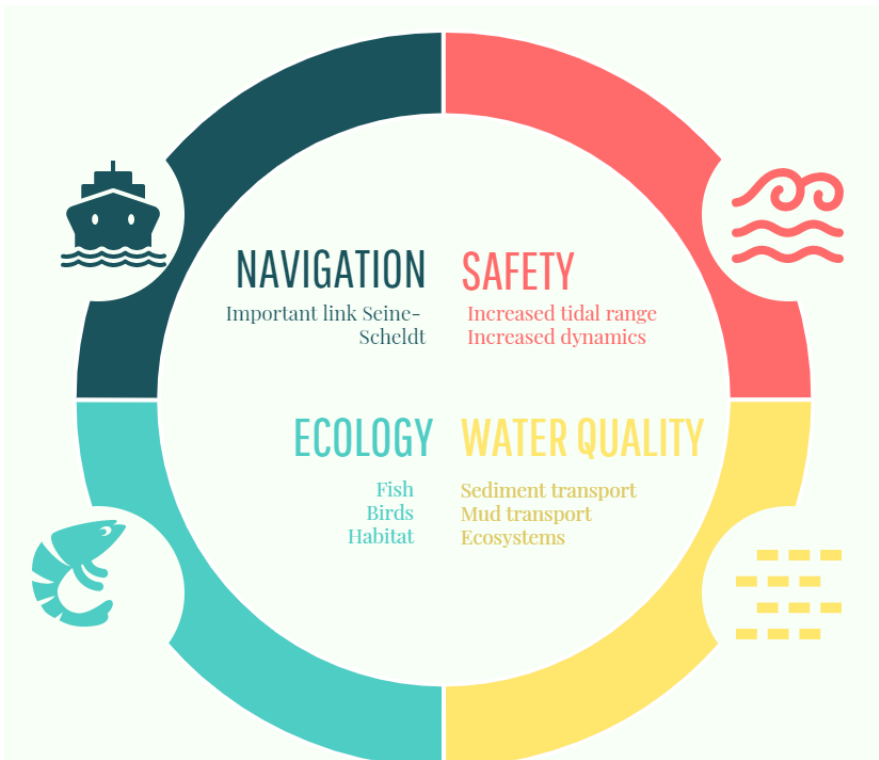 NAVIGATION
Important link Seine-
Scheldt
SAFETY
Increased tidal range
Increased dynamics
ECOLOGY
Fish
Birds
Habitat
WATER QUALITY
Sediment transport
Mud transport
Ecosystems